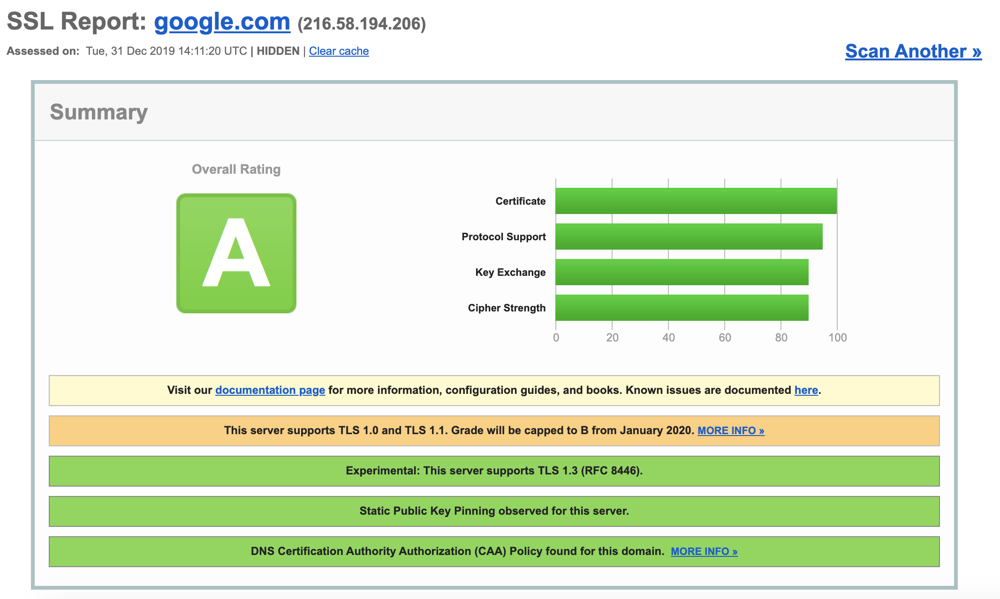 SSL Report: google.com (216.58.194.206)
Assessed on: Tue, 31 Dec 2019 14:11:20 UTC | HIDDEN | Clear cache
Scan Another »
Summary
Overall Rating
A
Certificate
Protocol Support
Key Exchange
Cipher Strength
0 20 40 60 80 100
Visit our documentation page for more information, configuration guides, and books. Known issues are documented here.
This server supports TLS 1.0 and TLS 1.1. Grade will be capped to B from January 2020. MORE INFO »
Experimental: This server supports TLS 1.3 (RFC 8446).
Static Public Key Pinning observed for this server.
DNS Certification Authority Authorization (CAA) Policy found for this domain. MORE INFO »